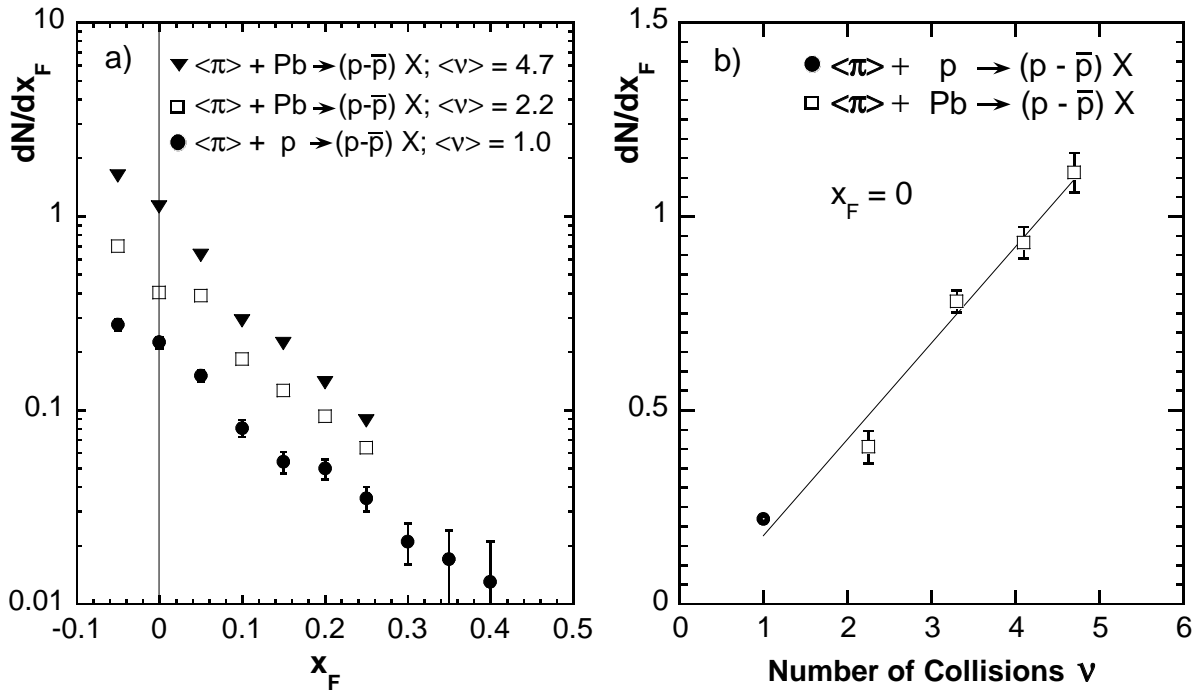 a)
<π> + Pb → (p-p̅) X; <ν> = 4.7
<π> + Pb → (p-p̅) X; <ν> = 2.2
<π> + p → (p-p̅) X; <ν> = 1.0
dN/dx_F
10
1
0.1
0.01
-0.1 0 0.1 0.2 0.3 0.4 0.5
x_F
b)
<π> + p → (p - p̅) X
<π> + Pb → (p - p̅) X
x_F = 0
dN/dx_F
1.5
1
0.5
0
0 1 2 3 4 5 6
Number of Collisions ν